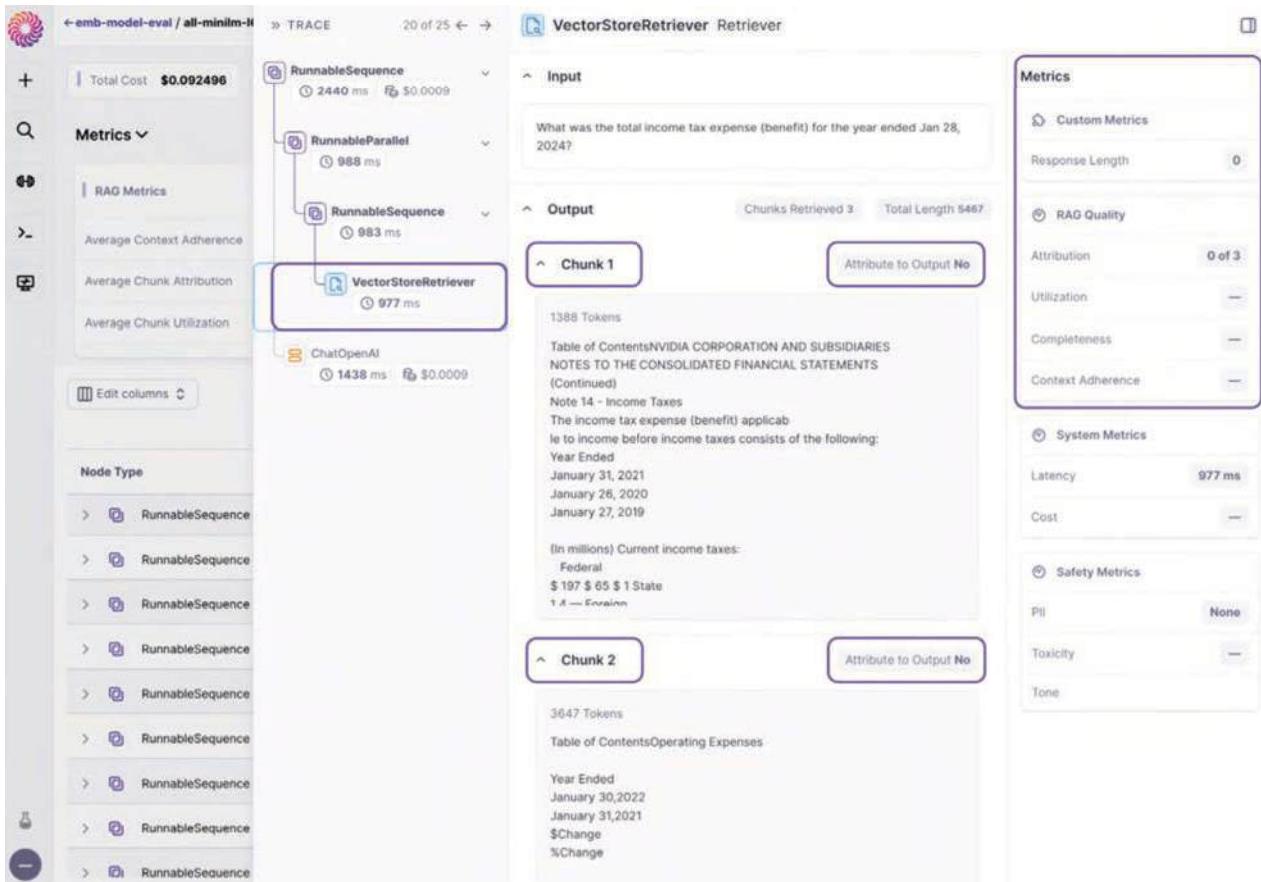 ← emb-model-eval / all-minilm-l
Total Cost $0.092496
Metrics
RAG Metrics
Average Context Adherence
Average Chunk Attribution
Average Chunk Utilization
Edit columns
Node Type
RunnableSequence
RunnableSequence
RunnableSequence
RunnableSequence
RunnableSequence
RunnableSequence
RunnableSequence
RunnableSequence
RunnableSequence
» TRACE
20 of 25 ← →
RunnableSequence
2440 ms $0.0009
RunnableParallel
988 ms
RunnableSequence
983 ms
VectorStoreRetriever
977 ms
ChatOpenAI
1438 ms $0.0009
VectorStoreRetriever Retriever
Input
What was the total income tax expense (benefit) for the year ended Jan 28,
2024?
Output
Chunks Retrieved 3
Total Length 5467
Chunk 1
Attribute to Output No
1388 Tokens
Table of ContentsNVIDIA CORPORATION AND SUBSIDIARIES
NOTES TO THE CONSOLIDATED FINANCIAL STATEMENTS
(Continued)
Note 14 - Income Taxes
The income tax expense (benefit) applicab
le to income before income taxes consists of the following:
Year Ended
January 31, 2021
January 26, 2020
January 27, 2019
(In millions) Current income taxes:
Federal
$ 197 $ 65 $ 1 State
1 4 — Foreign
Chunk 2
Attribute to Output No
3647 Tokens
Table of ContentsOperating Expenses
Year Ended
January 30,2022
January 31,2021
$Change
%Change
Metrics
Custom Metrics
Response Length 0
RAG Quality
Attribution 0 of 3
Utilization —
Completeness —
Context Adherence —
System Metrics
Latency 977 ms
Cost —
Safety Metrics
PII None
Toxicity —
Tone